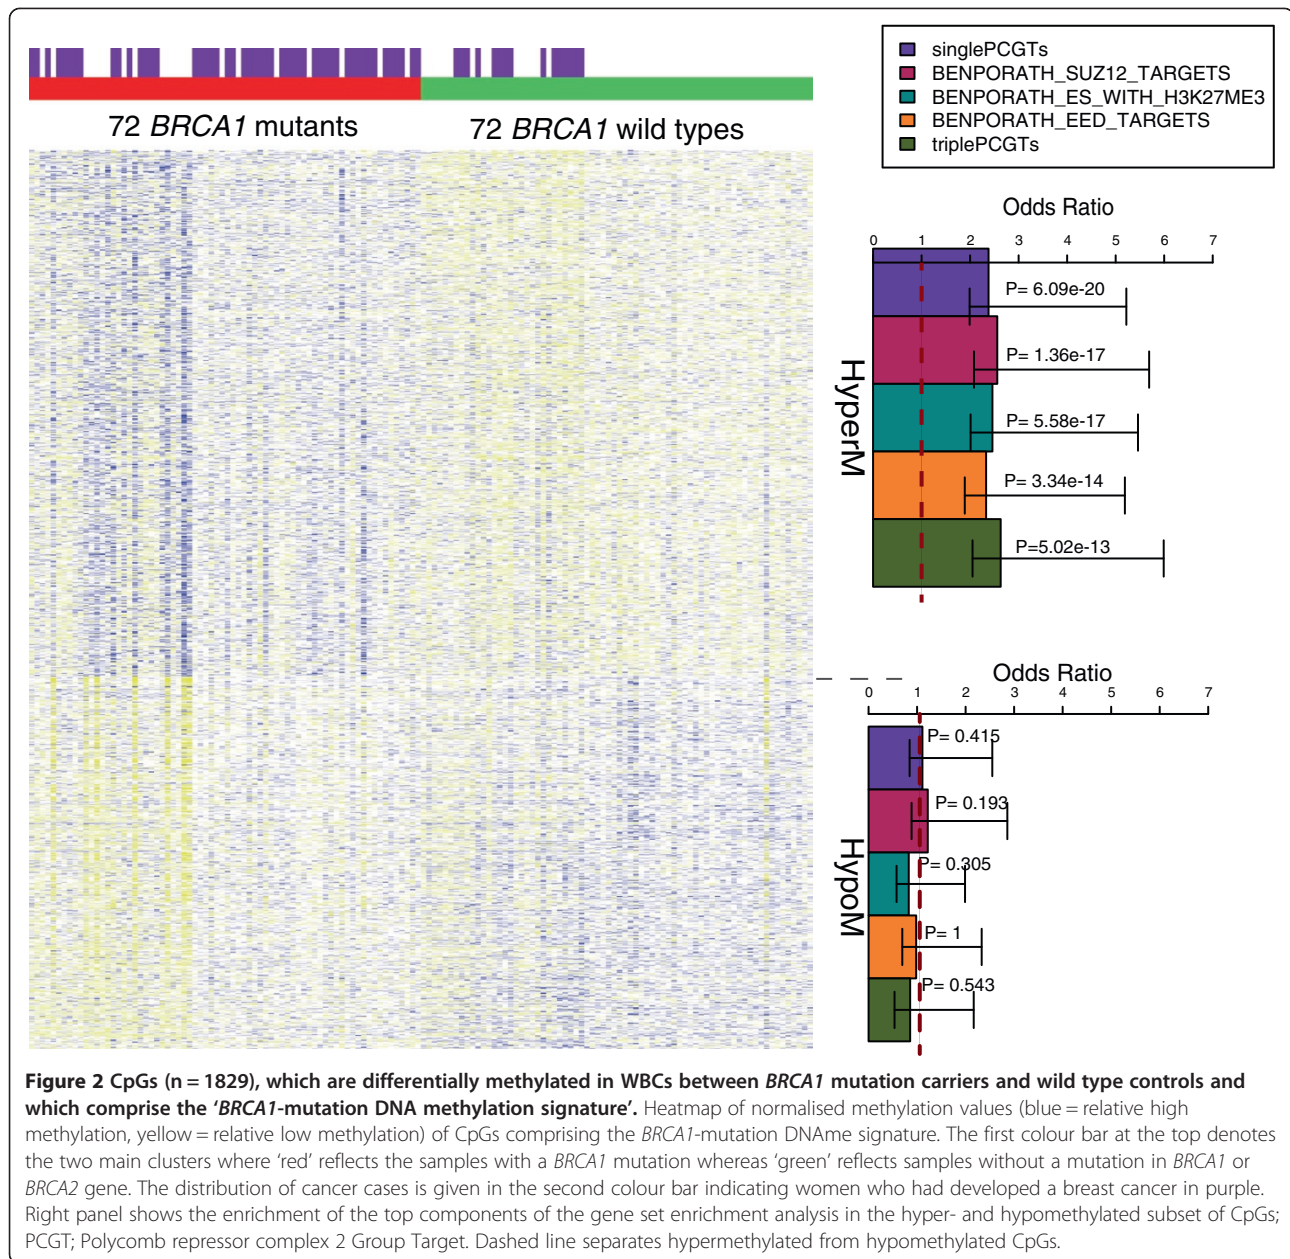 72 BRCA1 mutants
72 BRCA1 wild types
singlePCGTs
BENPORATH_SUZ12_TARGETS
BENPORATH_ES_WITH_H3K27ME3
BENPORATH_EED_TARGETS
triplePCGTs
Odds Ratio
0 1 2 3 4 5 6 7
HyperM
P= 6.09e-20
P= 1.36e-17
P= 5.58e-17
P= 3.34e-14
P=5.02e-13
Odds Ratio
0 1 2 3 4 5 6 7
HypoM
P= 0.415
P= 0.193
P= 0.305
P= 1
P= 0.543
Figure 2 CpGs (n = 1829), which are differentially methylated in WBCs between BRCA1 mutation carriers and wild type controls and
which comprise the ‘BRCA1-mutation DNA methylation signature’. Heatmap of normalised methylation values (blue = relative high
methylation, yellow = relative low methylation) of CpGs comprising the BRCA1-mutation DNAme signature. The first colour bar at the top denotes
the two main clusters where ‘red’ reflects the samples with a BRCA1 mutation whereas ‘green’ reflects samples without a mutation in BRCA1 or
BRCA2 gene. The distribution of cancer cases is given in the second colour bar indicating women who had developed a breast cancer in purple.
Right panel shows the enrichment of the top components of the gene set enrichment analysis in the hyper- and hypomethylated subset of CpGs;
PCGT; Polycomb repressor complex 2 Group Target. Dashed line separates hypermethylated from hypomethylated CpGs.